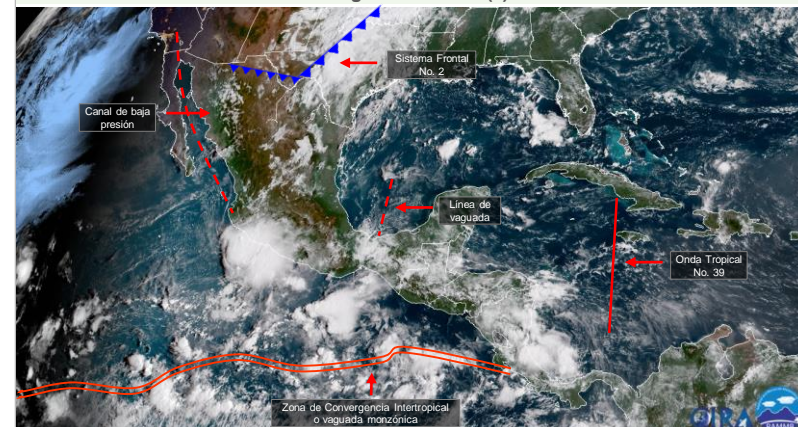 Sistema Frontal
No. 2
Canal de baja
presión
Línea de
vaguada
Onda Tropical
No. 39
Zona de Convergencia Intertropical
o vaguada monzónica
CIRA